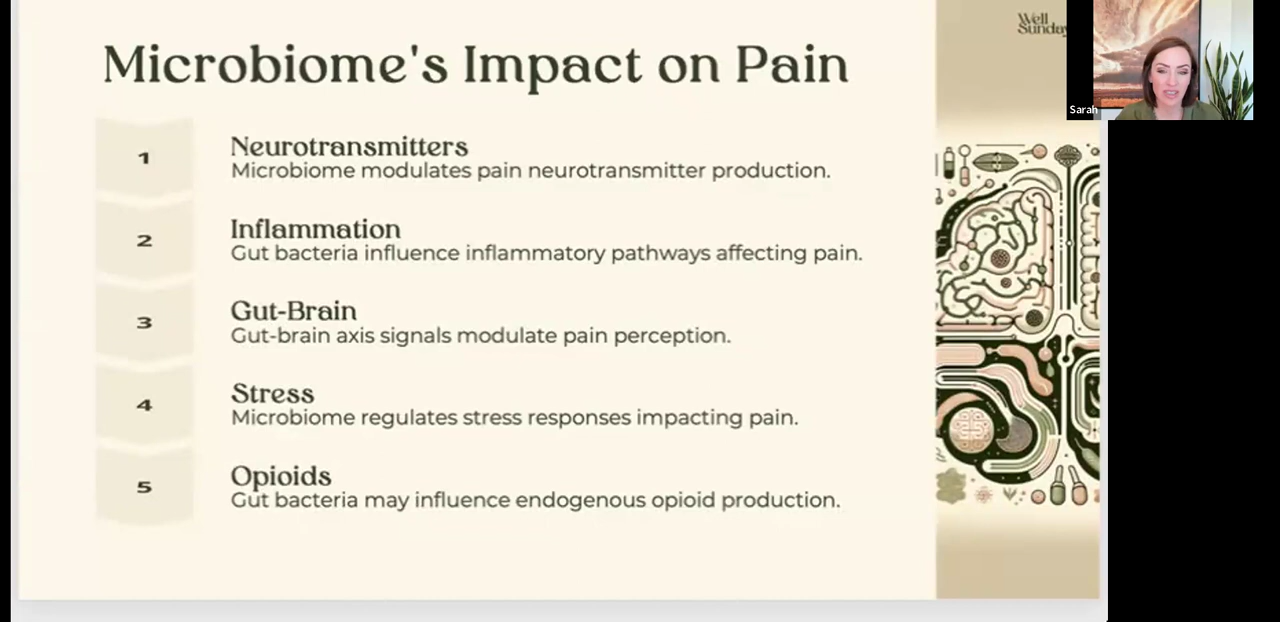 Microbiome's Impact on Pain
Well
Sunday
Sarah
1
Neurotransmitters
Microbiome modulates pain neurotransmitter production.
2
Inflammation
Gut bacteria influence inflammatory pathways affecting pain.
3
Gut-Brain
Gut-brain axis signals modulate pain perception.
4
Stress
Microbiome regulates stress responses impacting pain.
5
Opioids
Gut bacteria may influence endogenous opioid production.